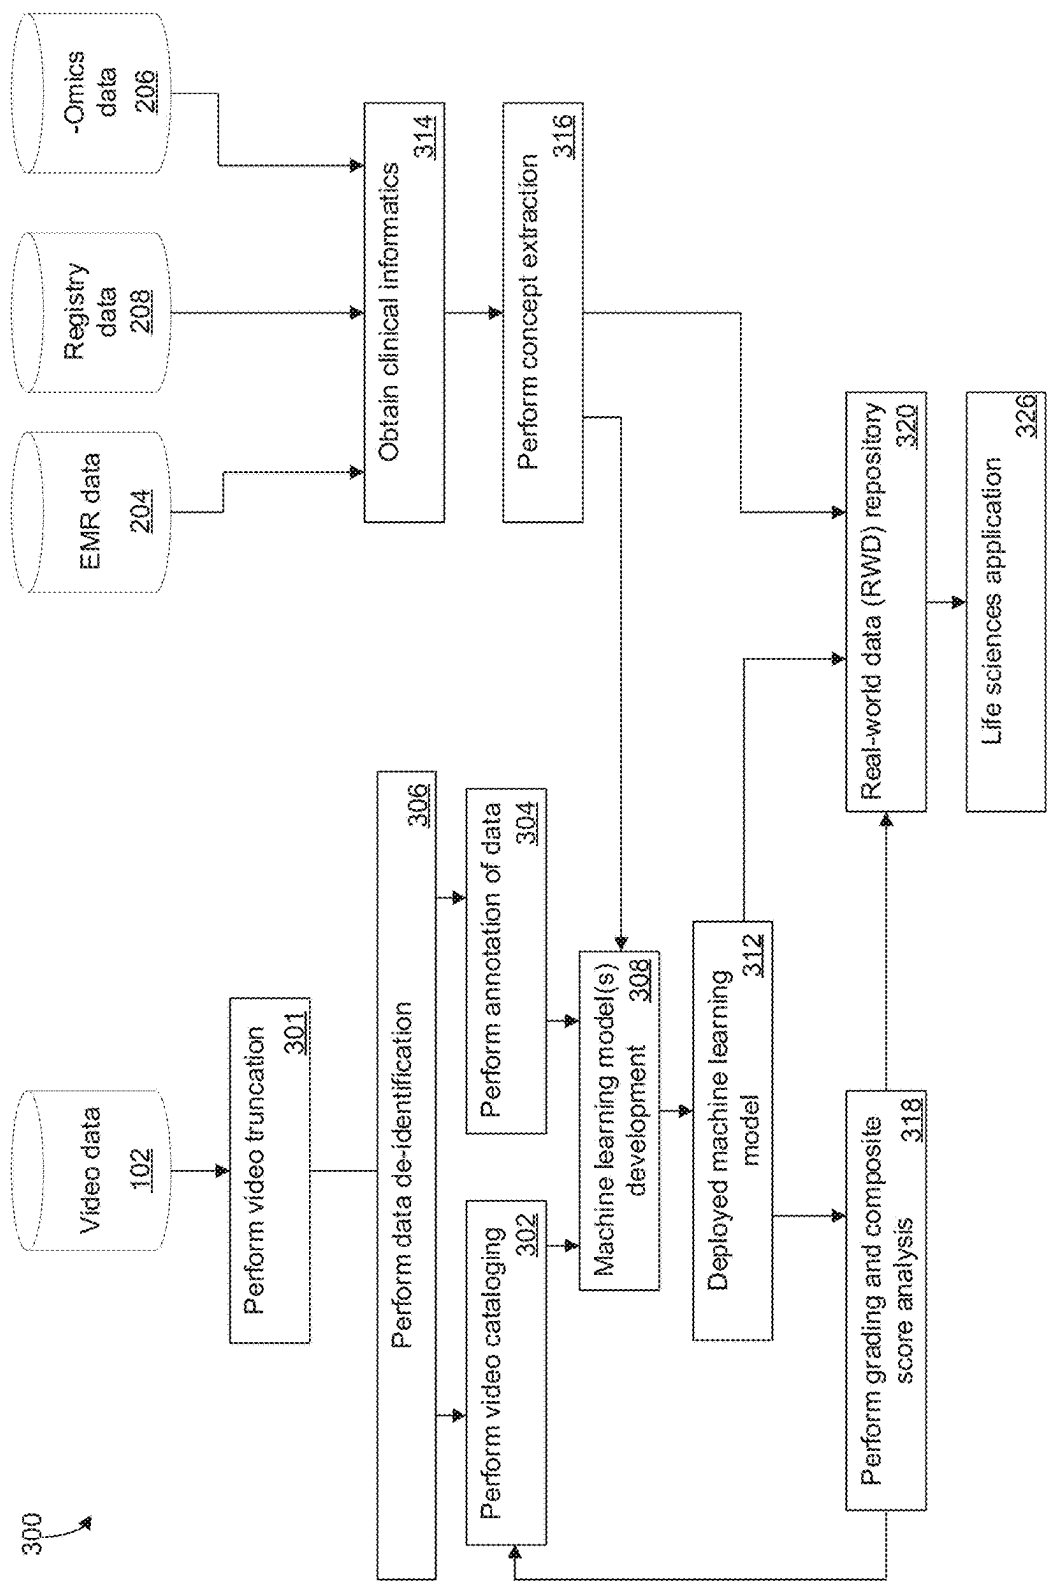 300
Video data
102
EMR data
204
Registry
data
208
-Omics
data
206
Perform video truncation
301
Perform data de-identification
306
Obtain clinical informatics
314
Perform video cataloging
302
Perform annotation of data
304
Perform concept extraction
316
Machine learning model(s)
development
308
Deployed machine learning
model
312
Perform grading and composite
score analysis
318
Real-world data (RWD) repository
320
Life sciences application
326